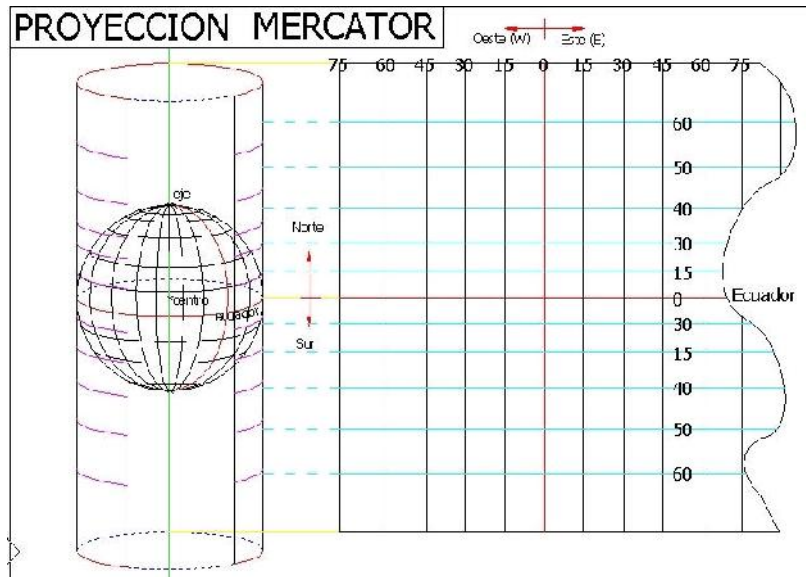 PROYECCION MERCATOR
Oeste (W) Este (E)
75 60 45 30 15 0 15 30 45 60 75
60
50
40
eje
Norte
30
15
centro
0 Ecuador
ecuador
30
Sur
15
40
50
60